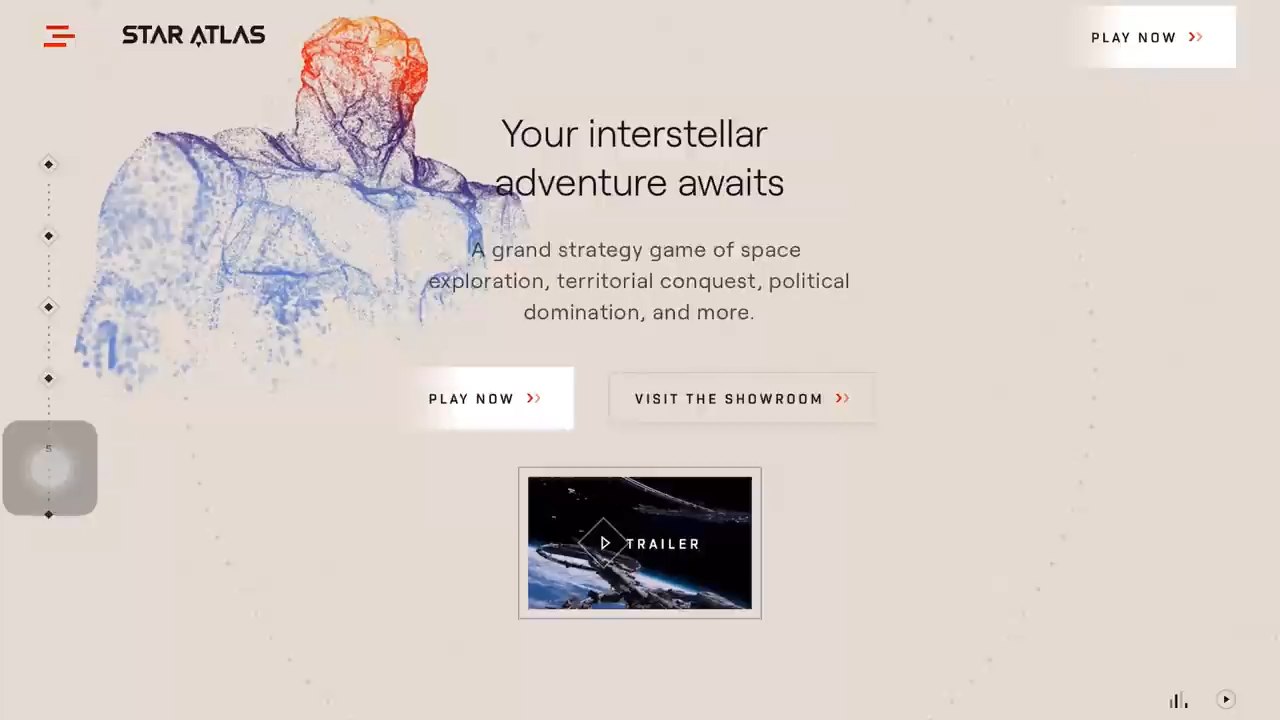 STAR ATLAS
PLAY NOW
Your interstellar
adventure awaits
A grand strategy game of space
exploration, territorial conquest, political
domination, and more.
PLAY NOW
VISIT THE SHOWROOM
5
TRAILER